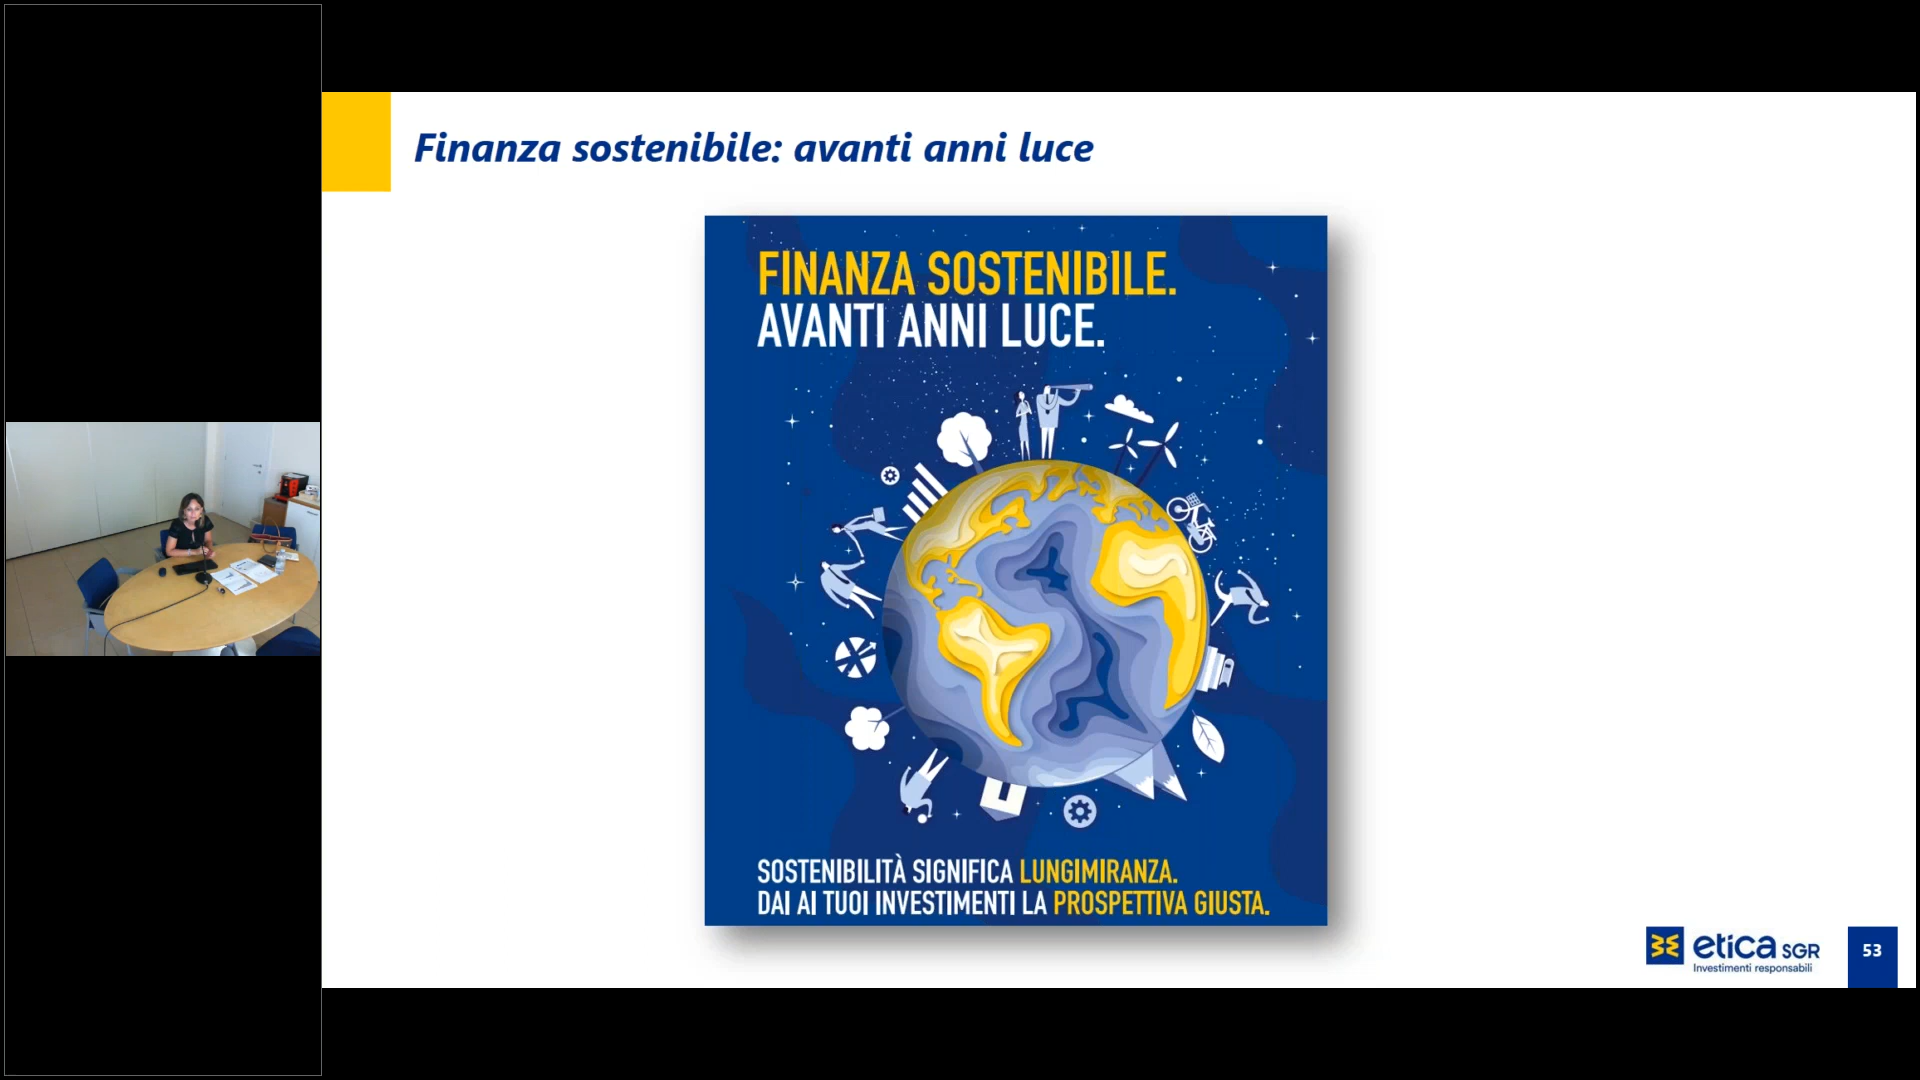 Finanza sostenibile: avanti anni luce
FINANZA SOSTENIBILE.
AVANTI ANNI LUCE.
SOSTENIBILITÀ SIGNIFICA LUNGIMIRANZA.
DAI AI TUOI INVESTIMENTI LA PROSPETTIVA GIUSTA.
etica SGR
Investimenti responsabili
53